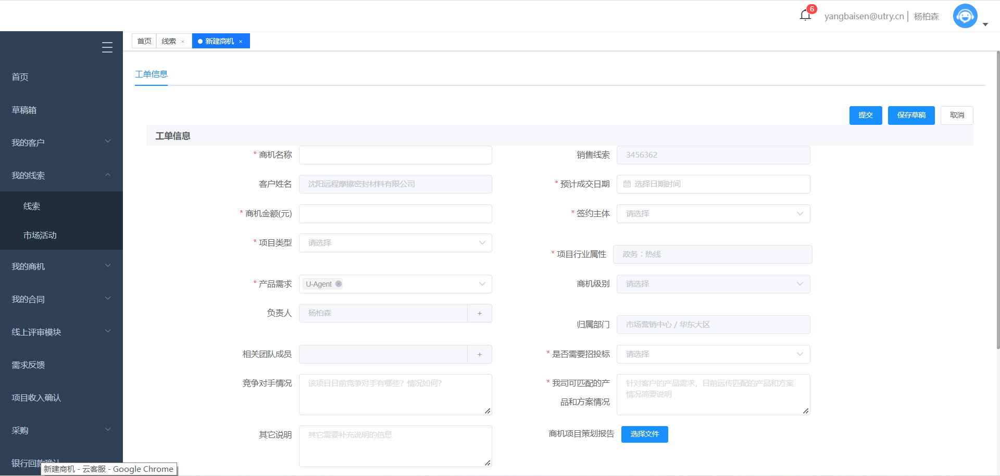 6
yangbaisen@utry.cn | 杨柏森
首页 线索 × 新建商机 ×
工单信息
首页
草稿箱
我的客户
我的线索
线索
市场活动
我的商机
我的合同
线上评审模块
需求反馈
项目收入确认
采购
银行回款确认
提交 保存草稿 取消
工单信息
* 商机名称
销售线索 3456362
客户姓名 沈阳远程摩擦密封材料有限公司
* 预计成交日期 选择日期时间
* 商机金额(元)
* 签约主体 请选择
* 项目类型 请选择
* 项目行业属性 政务：热线
* 产品需求 U-Agent
商机级别 请选择
负责人 杨柏森 +
归属部门 市场营销中心 / 华东大区
相关团队成员 +
* 是否需要招投标 请选择
竞争对手情况 该项目目前竞争对手有哪些？情况如何？
* 我司可匹配的产
品和方案情况
针对客户的产品需求，目前远传匹配的产品和方案
情况简要说明
其它说明 其它需要补充说明的信息
商机项目策划报告 选择文件
新建商机 - 云客服 - Google Chrome